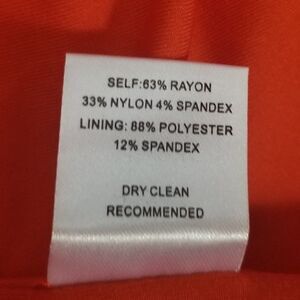 SELF:63% RAYON
33% NYLON 4% SPANDEX
LINING: 88% POLYESTER
12% SPANDEX
DRY CLEAN
RECOMMENDED